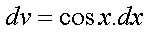 dv = cos x.dx